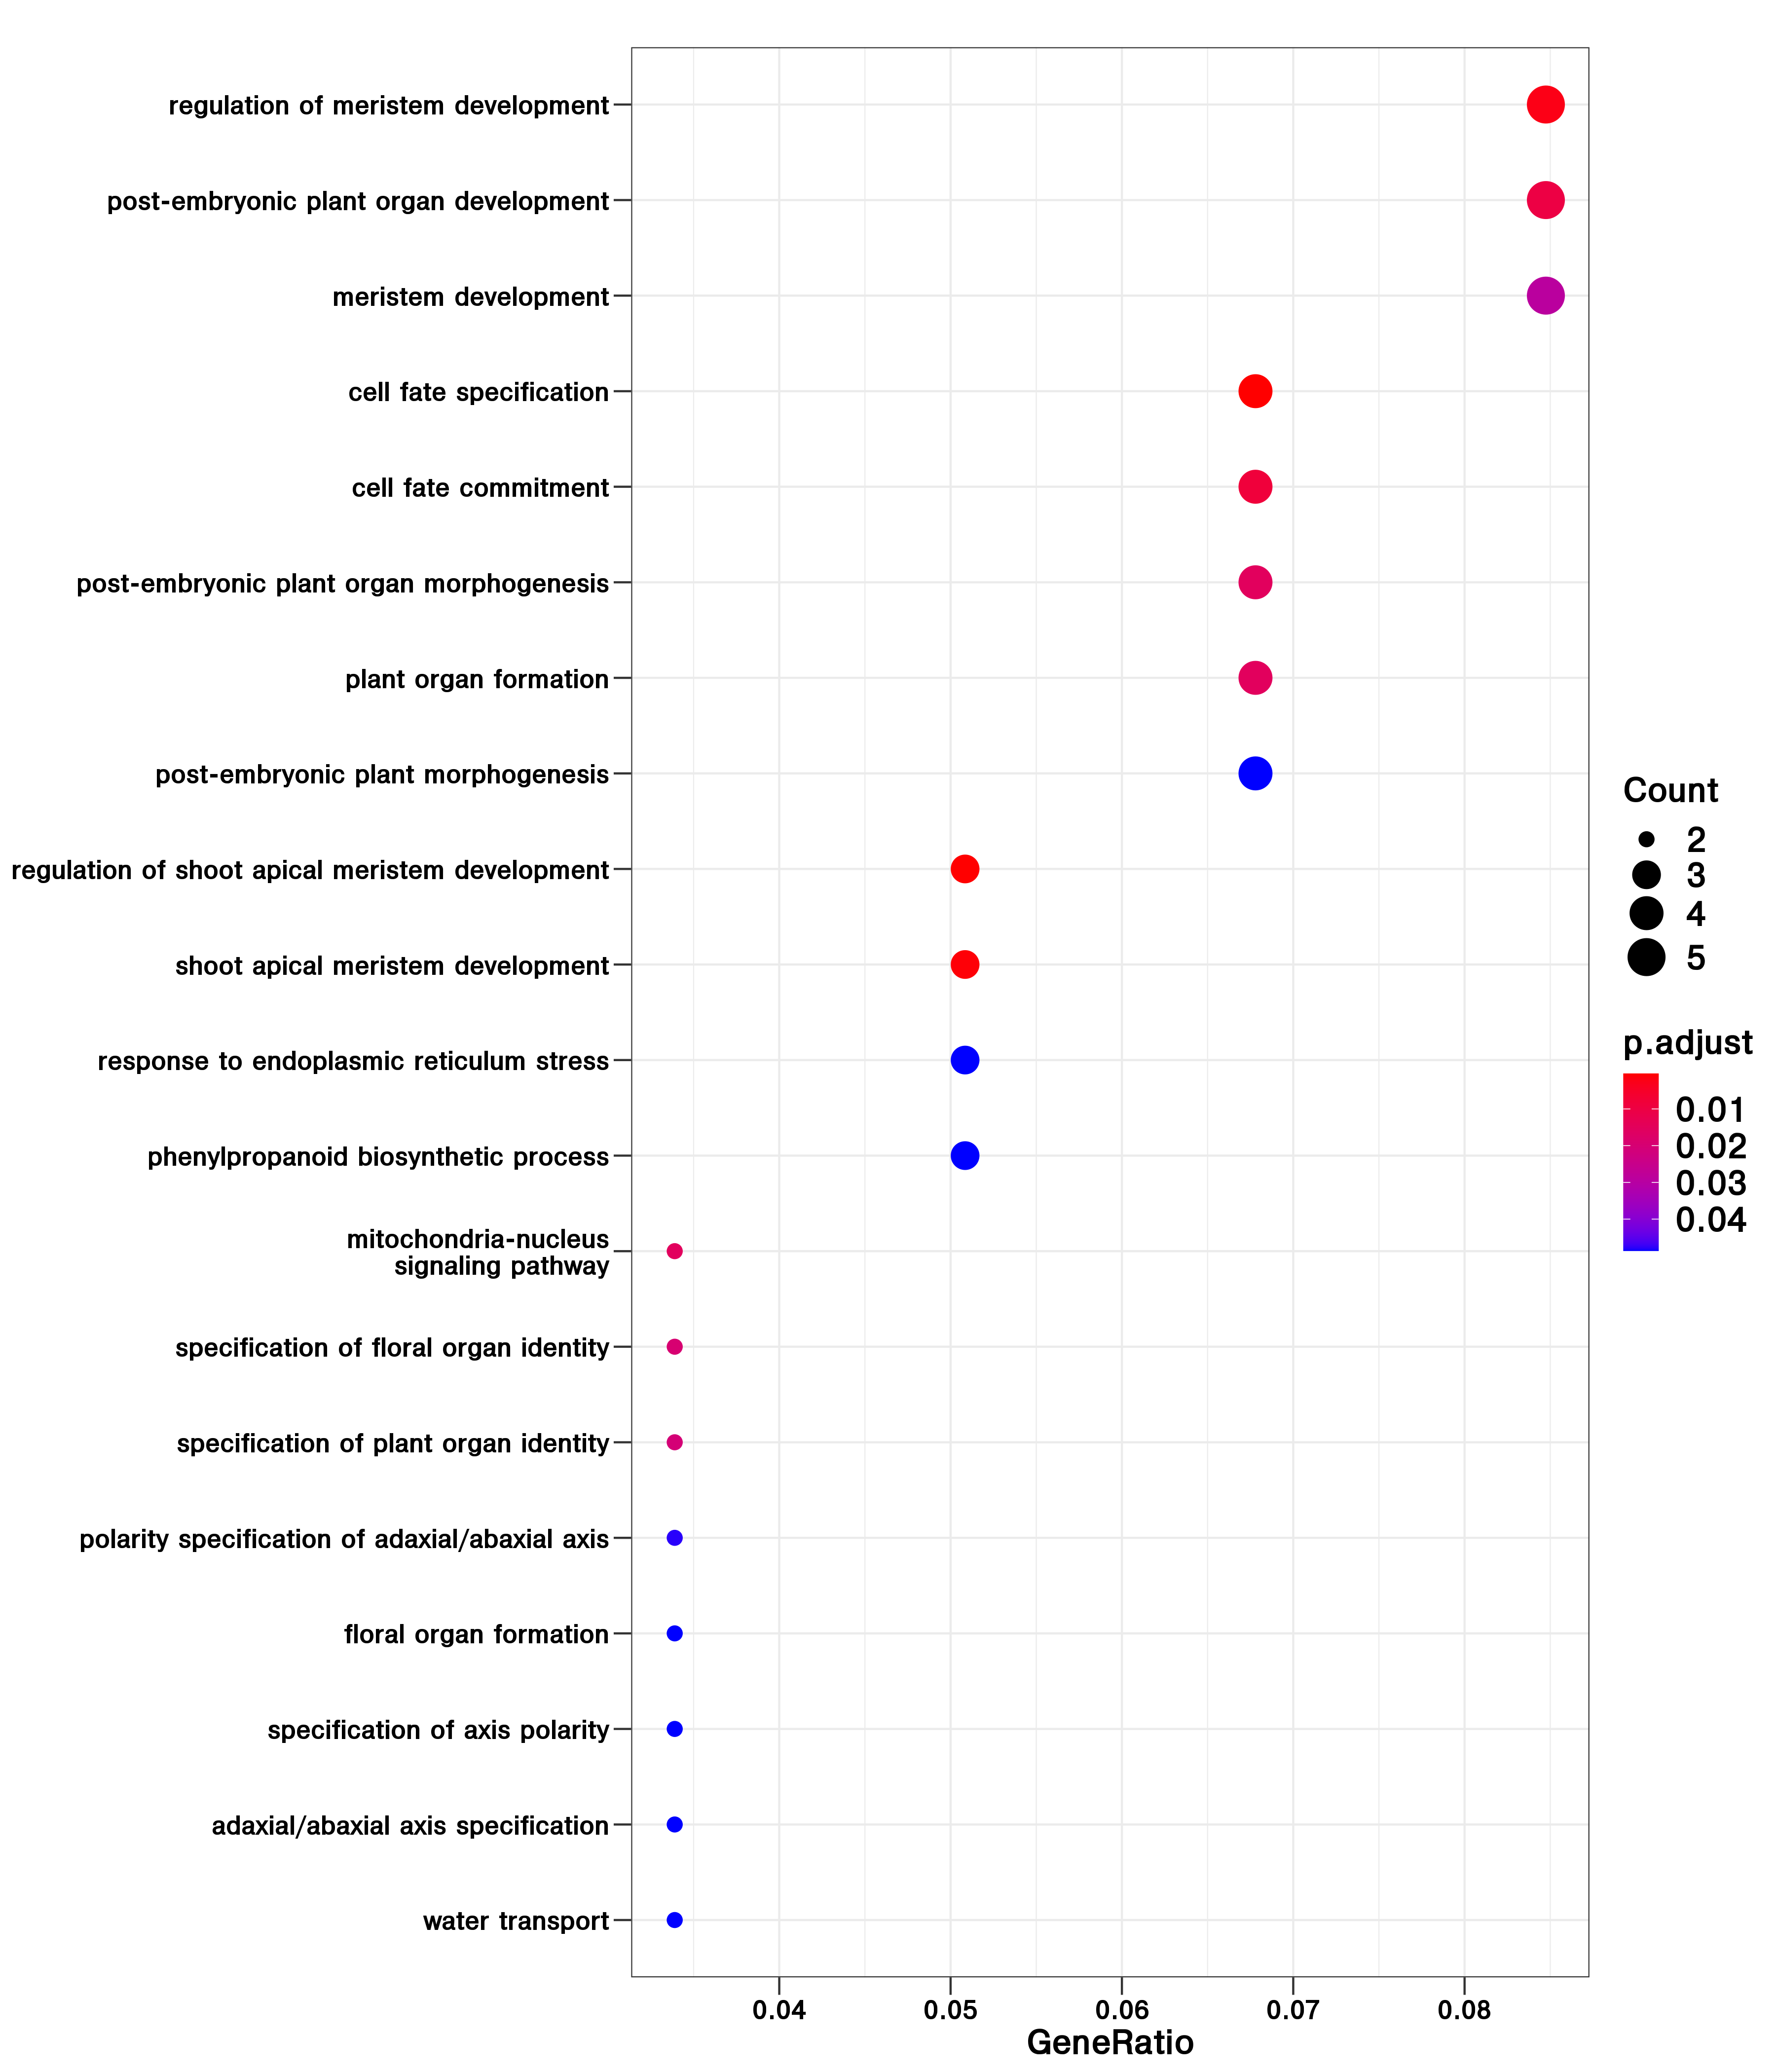 regulation of meristem development
post-embryonic plant organ development
meristem development
cell fate specification
cell fate commitment
post-embryonic plant organ morphogenesis
plant organ formation
post-embryonic plant morphogenesis
regulation of shoot apical meristem development
shoot apical meristem development
response to endoplasmic reticulum stress
phenylpropanoid biosynthetic process
mitochondria-nucleus
signaling pathway
specification of floral organ identity
specification of plant organ identity
polarity specification of adaxial/abaxial axis
floral organ formation
specification of axis polarity
adaxial/abaxial axis specification
water transport
0.04 0.05 0.06 0.07 0.08
GeneRatio
Count
2
3
4
5
p.adjust
0.01
0.02
0.03
0.04